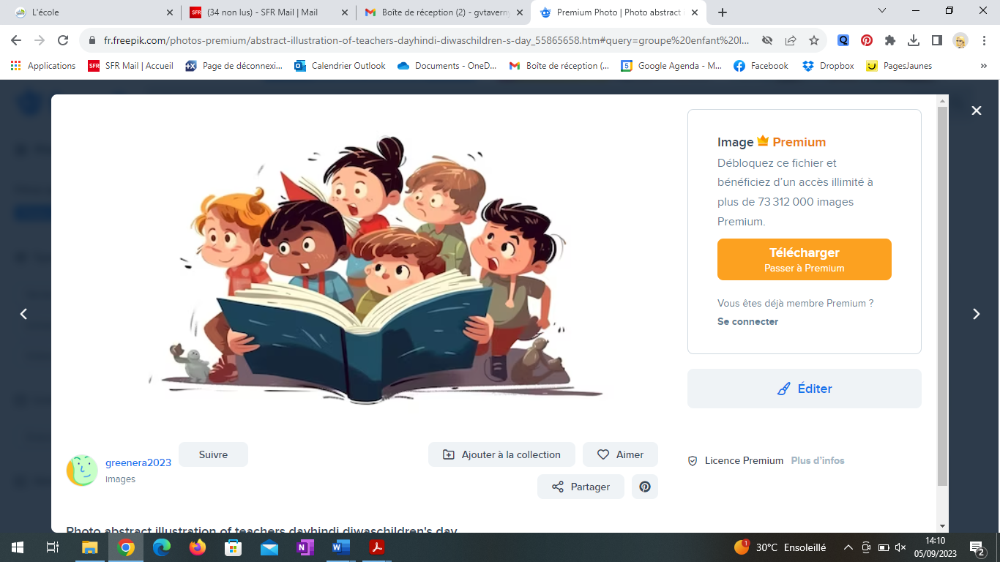 L'école
SFR (34 non lus) - SFR Mail | Mail
Boîte de réception (2) - gvtaverny
Premium Photo | Photo abstract
fr.freepik.com/photos-premium/abstract-illustration-of-teachers-dayhindi-diwaschildren-s-day_55865658.htm#query=groupe%20enfant%20l...
Applications
SFR SFR Mail | Accueil
Page de déconnexi...
Calendrier Outlook
Documents - OneD...
Boîte de réception (...
5 Google Agenda - M...
Facebook
Dropbox
PagesJaunes
»
Image Premium
Débloquez ce fichier et
bénéficiez d'un accès illimité à
plus de 73 312 000 images
Premium.
Télécharger
Passer à Premium
Vous êtes déjà membre Premium ?
Se connecter
Éditer
greenera2023
images
Suivre
Ajouter à la collection
Aimer
Partager
Licence Premium Plus d'infos
Photo abstract illustration of teachers dayhindi diwaschildren's day
1 30°C Ensoleillé
14:10
05/09/2023
2